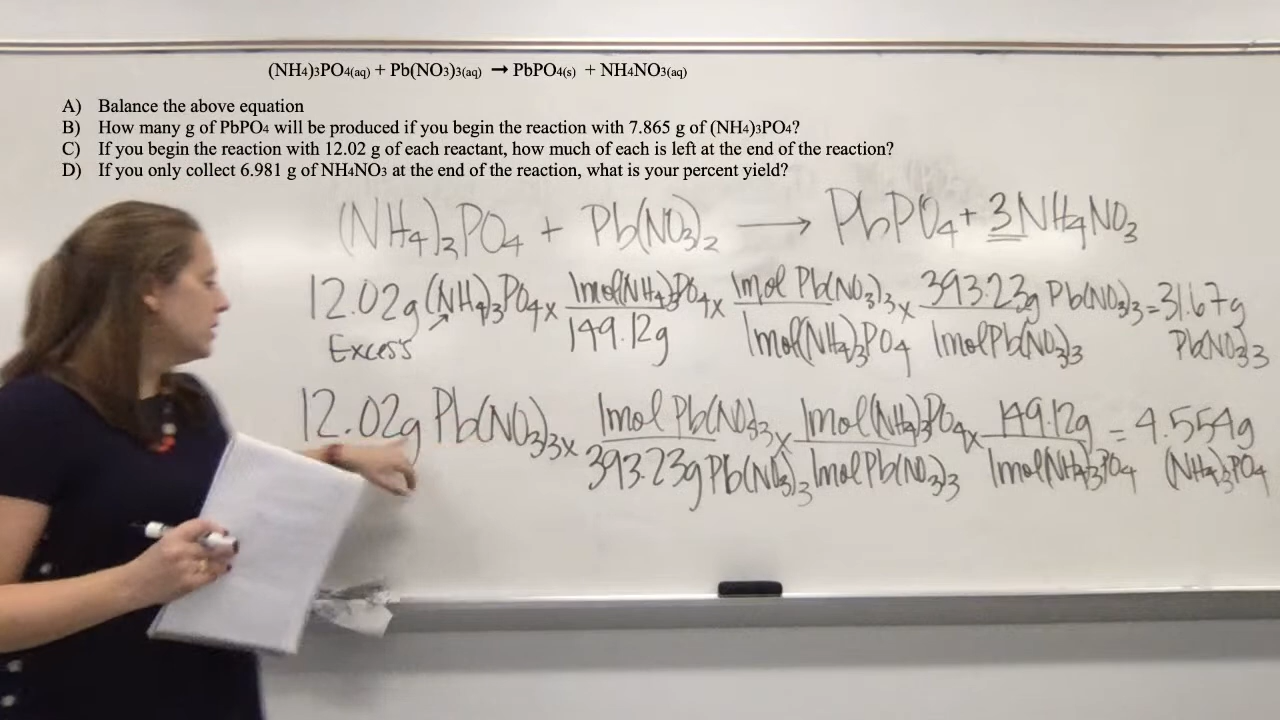 (NH4)3PO4(aq) + Pb(NO3)3(aq) → PbPO4(s) + NH4NO3(aq)
A) Balance the above equation
B) How many g of PbPO4 will be produced if you begin the reaction with 7.865 g of (NH4)3PO4?
C) If you begin the reaction with 12.02 g of each reactant, how much of each is left at the end of the reaction?
D) If you only collect 6.981 g of NH4NO3 at the end of the reaction, what is your percent yield?
(NH4)3PO4 + Pb(NO3)2 → PbPO4 + 3NH4NO3
12.02g (NH4)3PO4 x 1mol(NH4)3PO4 x 1mol Pb(NO3)3 x 393.23g Pb(NO3)3 = 31.67g
Excess 149.12g 1mol(NH4)3PO4 1molPb(NO3)3 PbNO3)3
12.02g Pb(NO3)3 x 1mol Pb(NO3)3 x 1mol(NH4)3PO4 x 149.12g = 4.554g
393.23g Pb(NO3)3 1molPb(NO3)3 1mol(NH4)3PO4 (NH4)3PO4